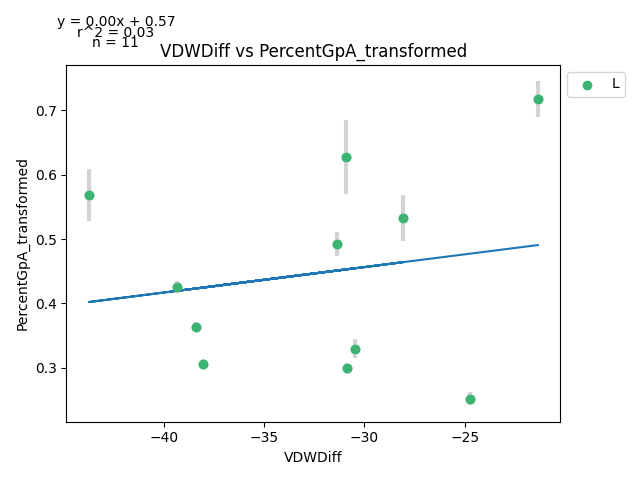 y = 0.00x + 0.57
r^2 = 0.03
n = 11
VDWDiff vs PercentGpA_transformed
L
PercentGpA_transformed
0.7
0.6
0.5
0.4
0.3
−40
−35
−30
−25
VDWDiff